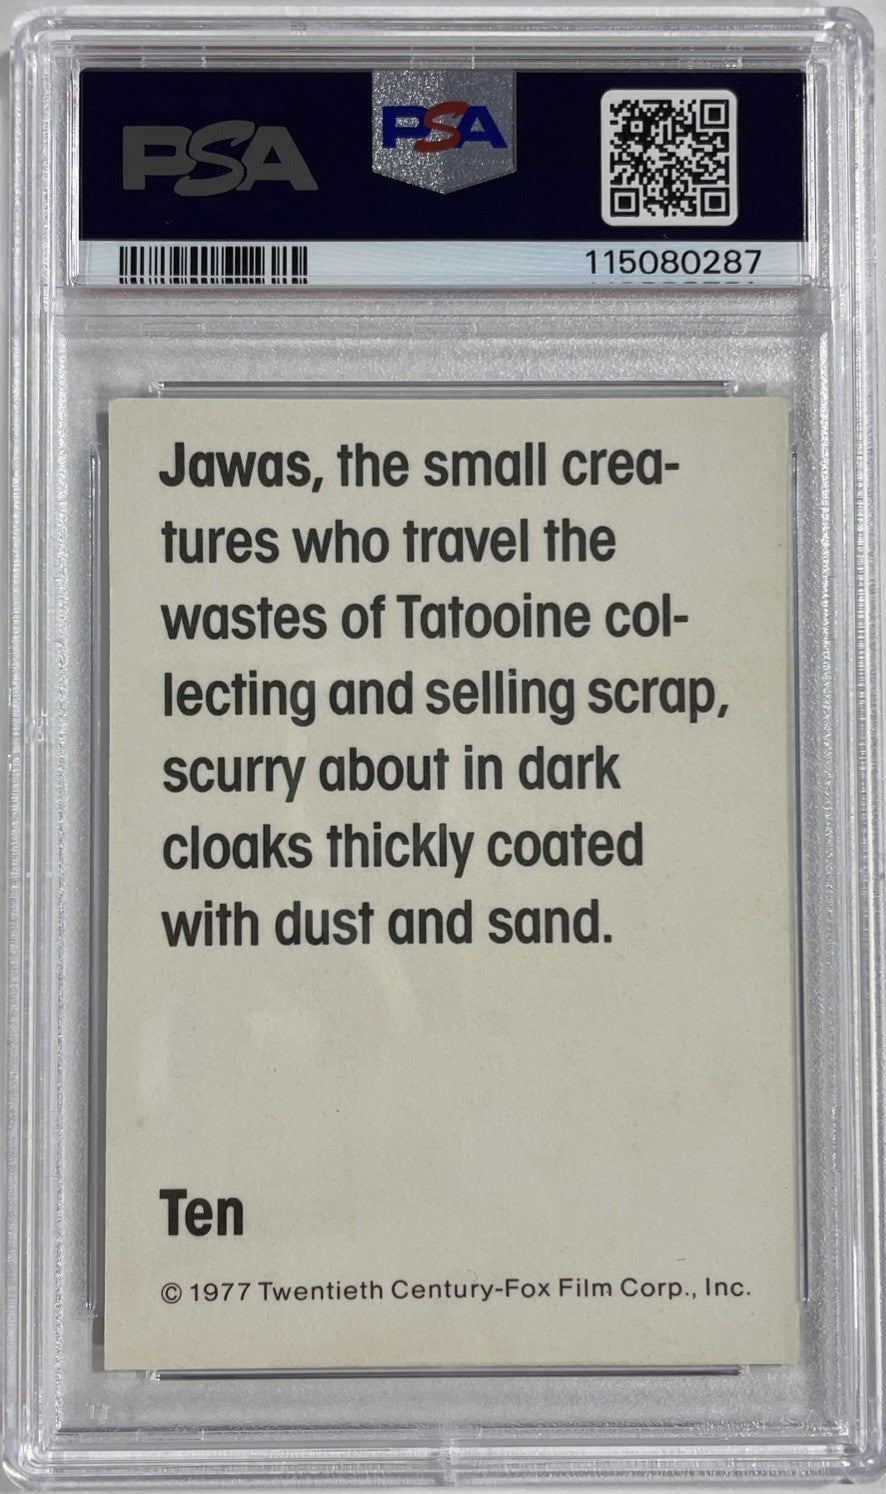 PSA
PSA
115080287
Jawas, the small crea-
tures who travel the
wastes of Tatooine col-
lecting and selling scrap,
scurry about in dark
cloaks thickly coated
with dust and sand.
Ten
© 1977 Twentieth Century-Fox Film Corp., Inc.